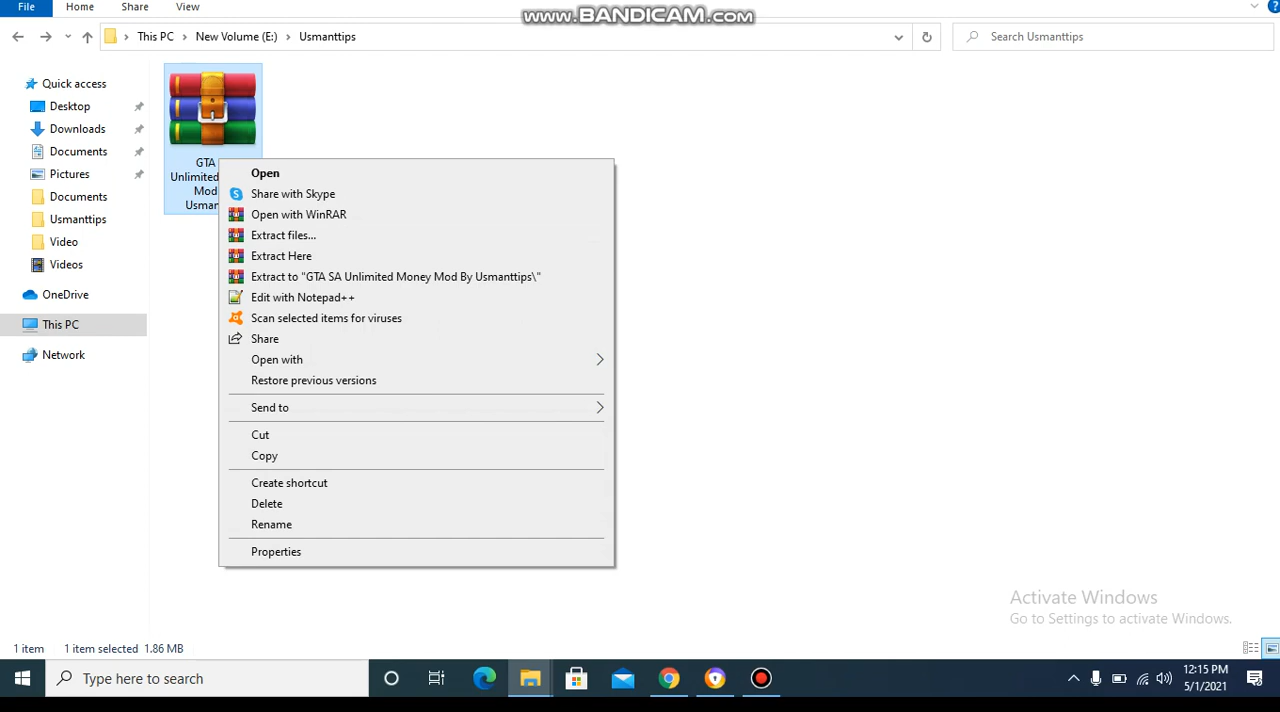 www.BANDICAM.com
File Home Share View
This PC New Volume (E:) Usmanttips
Search Usmanttips
Quick access
Desktop
Downloads
Documents
Pictures
Documents
Usmanttips
Video
Videos
OneDrive
This PC
Network
GTA
Unlimited
Mod
Usman
Open
Share with Skype
Open with WinRAR
Extract files...
Extract Here
Extract to "GTA SA Unlimited Money Mod By Usmanttips\"
Edit with Notepad++
Scan selected items for viruses
Share
Open with
Restore previous versions
Send to
Cut
Copy
Create shortcut
Delete
Rename
Properties
Activate Windows
Go to Settings to activate Windows.
1 item 1 item selected 1.86 MB
Type here to search
12:15 PM
5/1/2021